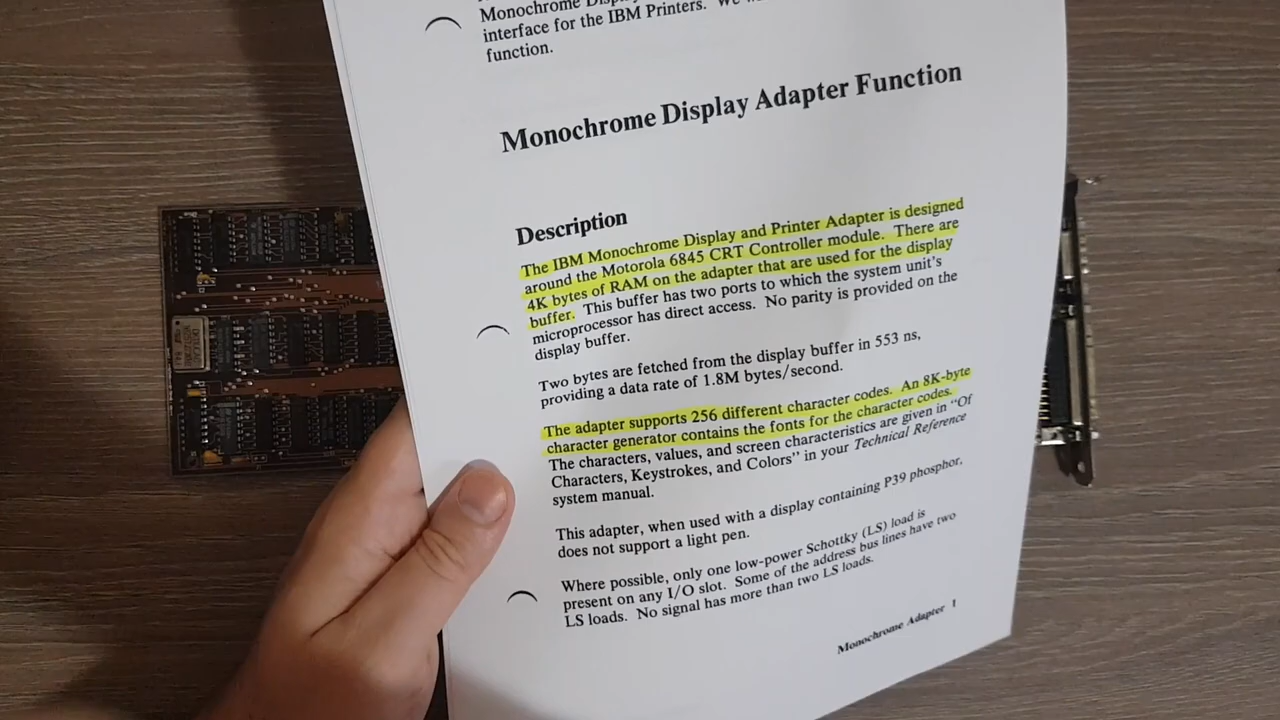 Monochrome
interface for the IBM Printers. We
function.
Monochrome Display Adapter Function
Description
The IBM Monochrome Display and Printer Adapter is designed
around the Motorola 6845 CRT Controller module. There are
4K bytes of RAM on the adapter that are used for the display
buffer. This buffer has two ports to which the system unit's
microprocessor has direct access. No parity is provided on the
display buffer.
Two bytes are fetched from the display buffer in 553 ns,
providing a data rate of 1.8M bytes/second.
The adapter supports 256 different character codes. An 8K-byte
character generator contains the fonts for the character codes.
The characters, values, and screen characteristics are given in "Of
Characters, Keystrokes, and Colors" in your Technical Reference
system manual.
This adapter, when used with a display containing P39 phosphor,
does not support a light pen.
Where possible, only one low-power Schottky (LS) load is
present on any I/O slot. Some of the address bus lines have two
LS loads. No signal has more than two LS loads.
Monochrome Adapter 1